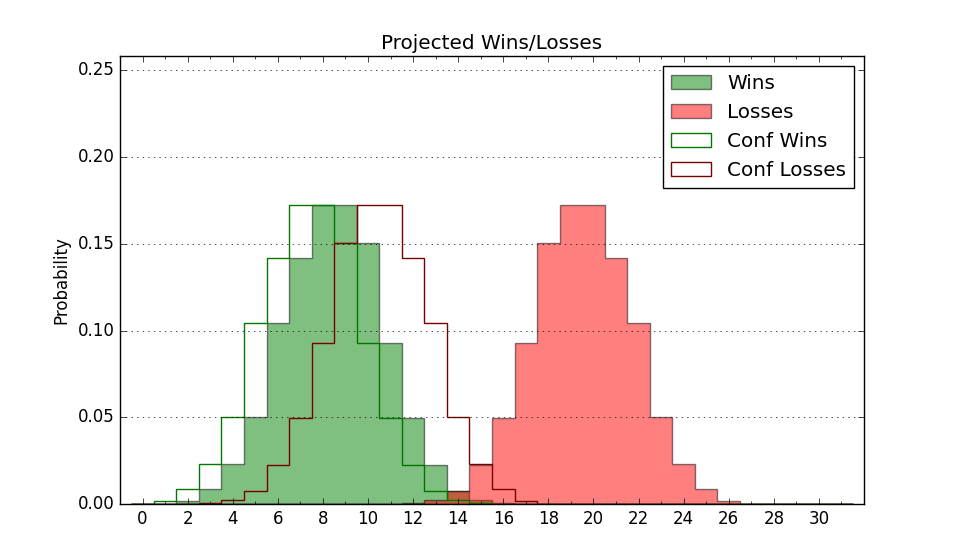 Projected Wins/Losses
Wins
Losses
Conf Wins
Conf Losses
Probability
0.25
0.20
0.15
0.10
0.05
0.00
0 2 4 6 8 10 12 14 16 18 20 22 24 26 28 30